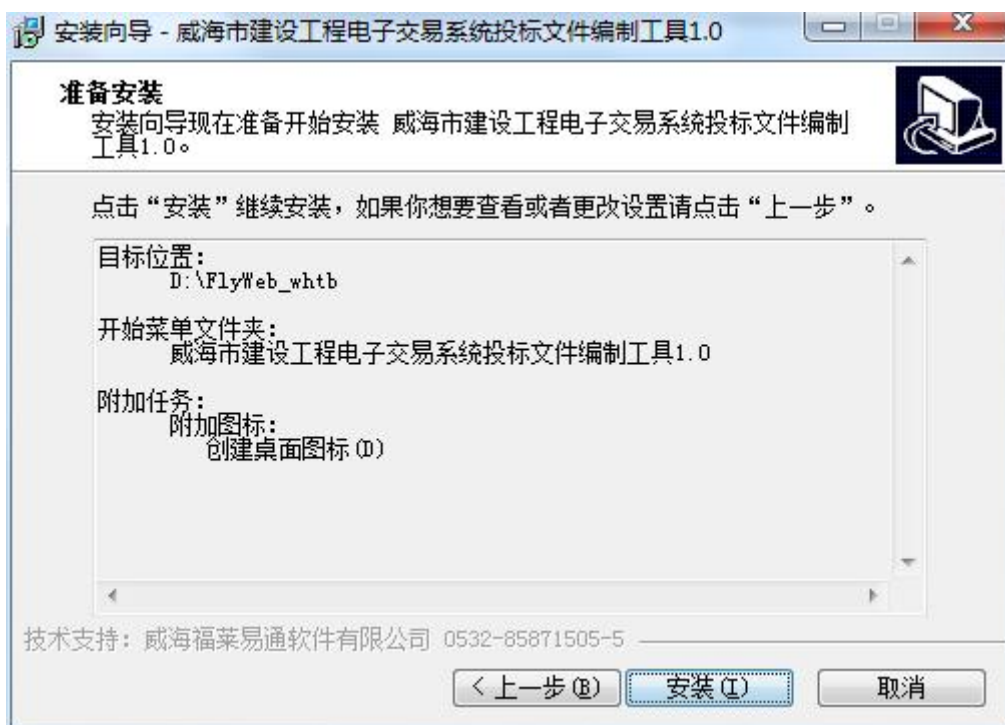 安装向导 - 威海市建设工程电子交易系统投标文件编制工具1.0
准备安装
安装向导现在准备开始安装 威海市建设工程电子交易系统投标文件编制
工具1.0。
点击“安装”继续安装，如果你想要查看或者更改设置请点击“上一步”。
目标位置：
D:\FlyWeb_whtb
开始菜单文件夹：
威海市建设工程电子交易系统投标文件编制工具1.0
附加任务：
附加图标：
创建桌面图标(D)
技术支持：威海福莱易通软件有限公司 0532-85871505-5
< 上一步(B) 安装(I) 取消